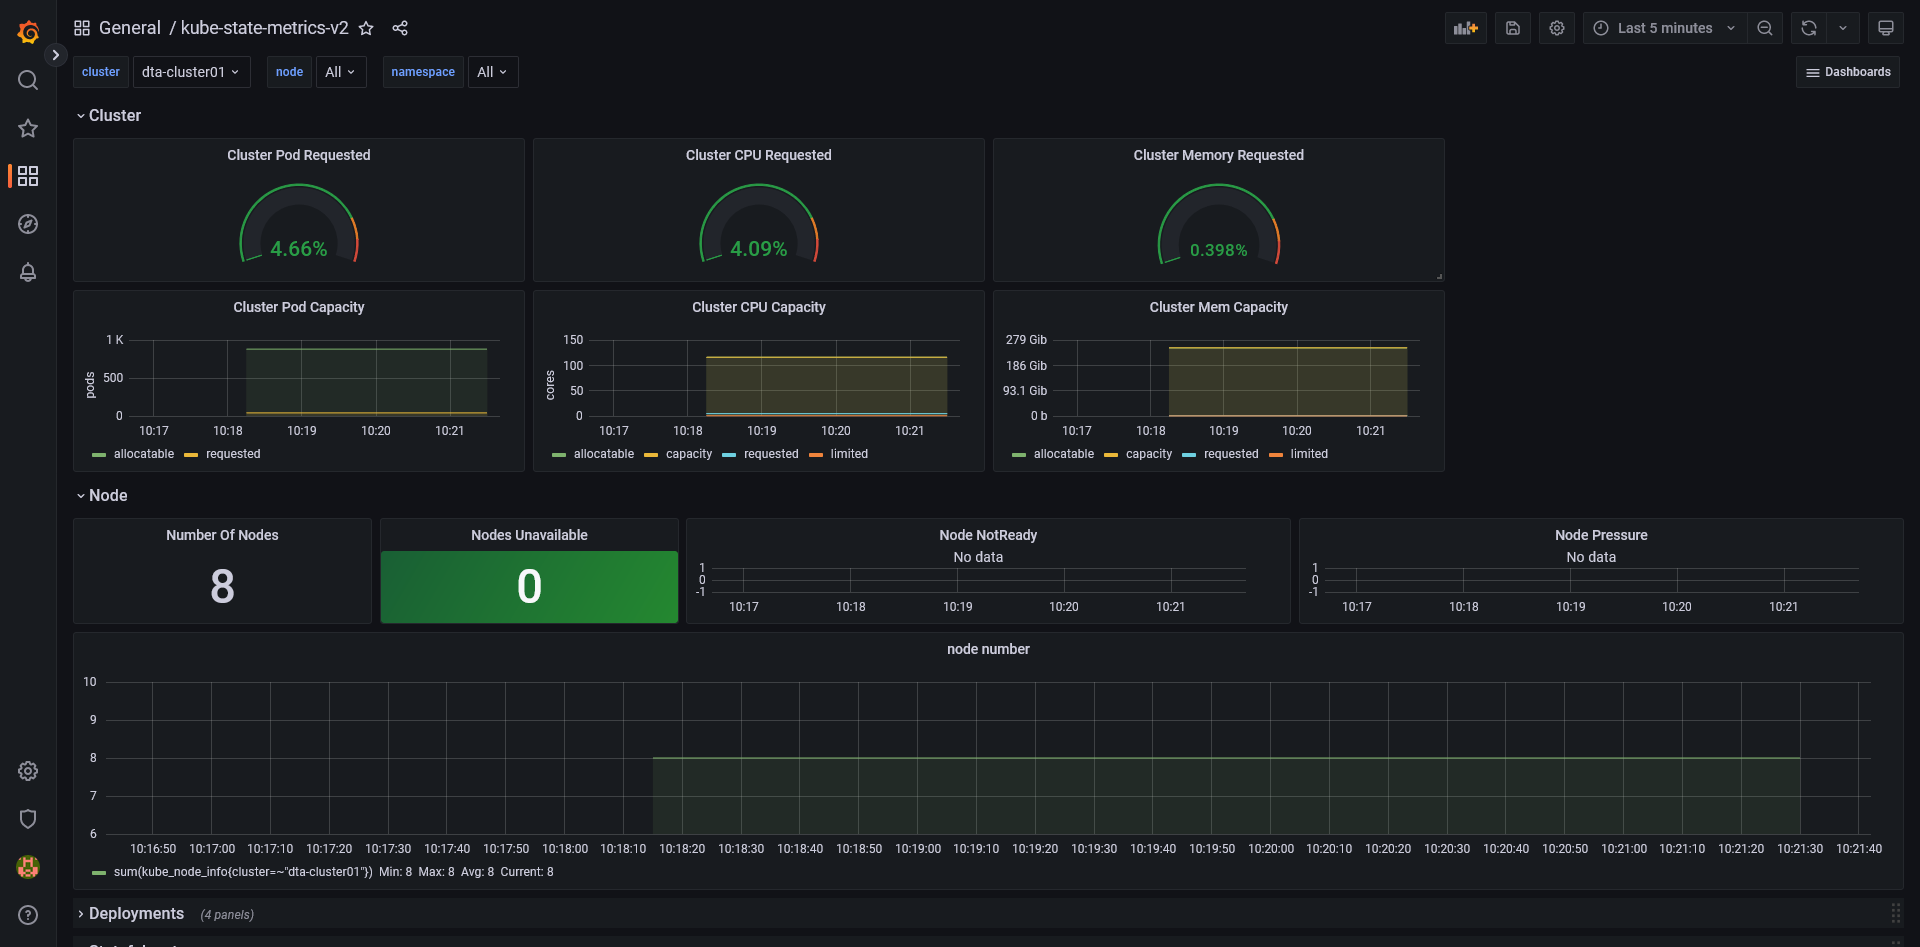 General / kube-state-metrics-v2
Last 5 minutes
cluster dta-cluster01 node All namespace All
Dashboards
Cluster
Cluster Pod Requested
4.66%
Cluster CPU Requested
4.09%
Cluster Memory Requested
0.398%
Cluster Pod Capacity
1 K
500
0
pods
10:17 10:18 10:19 10:20 10:21
allocatable requested
Cluster CPU Capacity
150
100
50
0
cores
10:17 10:18 10:19 10:20 10:21
allocatable capacity requested limited
Cluster Mem Capacity
279 Gib
186 Gib
93.1 Gib
0 b
10:17 10:18 10:19 10:20 10:21
allocatable capacity requested limited
Node
Number Of Nodes
8
Nodes Unavailable
0
Node NotReady
No data
1
0
-1
10:17 10:18 10:19 10:20 10:21
Node Pressure
No data
1
0
-1
10:17 10:18 10:19 10:20 10:21
node number
10
9
8
7
6
10:16:50 10:17:00 10:17:10 10:17:20 10:17:30 10:17:40 10:17:50 10:18:00 10:18:10 10:18:20 10:18:30 10:18:40 10:18:50 10:19:00 10:19:10 10:19:20 10:19:30 10:19:40 10:19:50 10:20:00 10:20:10 10:20:20 10:20:30 10:20:40 10:20:50 10:21:00 10:21:10 10:21:20 10:21:30 10:21:40
sum(kube_node_info{cluster=~"dta-cluster01"}) Min: 8 Max: 8 Avg: 8 Current: 8
Deployments (4 panels)